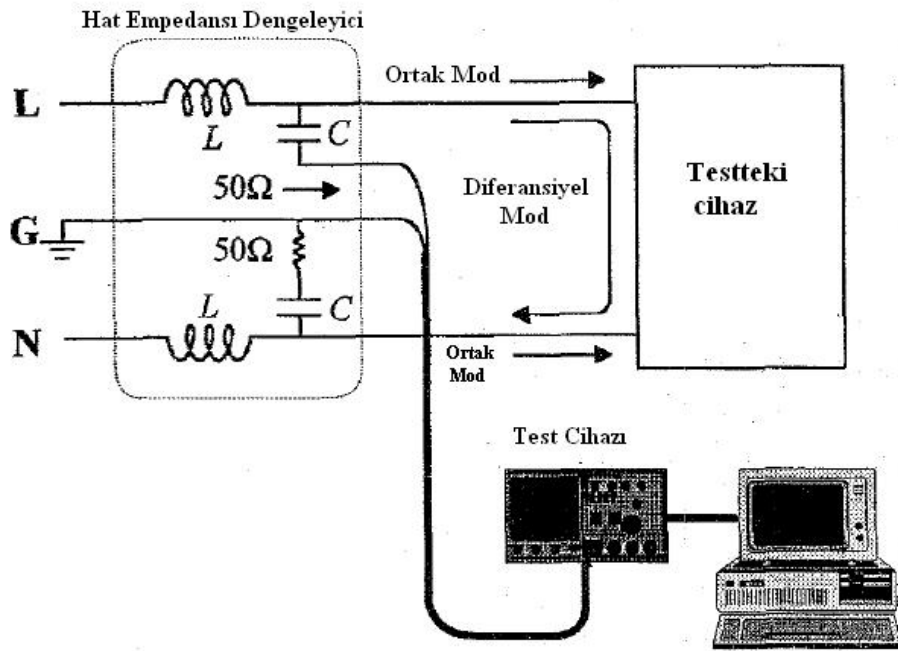 Hat Empedansı Dengeleyici
Ortak Mod
L
L
C
50Ω
Diferansiyel
Mod
Testteki
cihaz
G
50Ω
L
C
N
Ortak
Mod
Test Cihazı